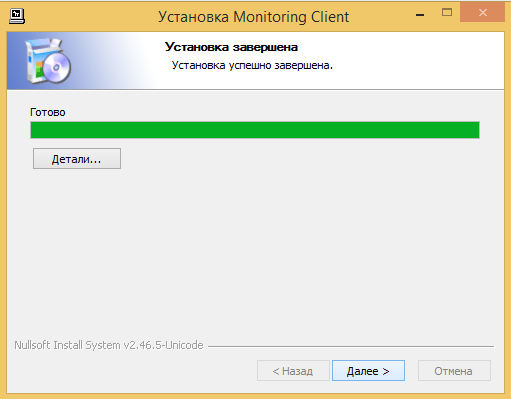 Установка Monitoring Client
Установка завершена
Установка успешно завершена.
Готово
Детали...
Nullsoft Install System v2.46.5-Unicode
< Назад
Далее >
Отмена